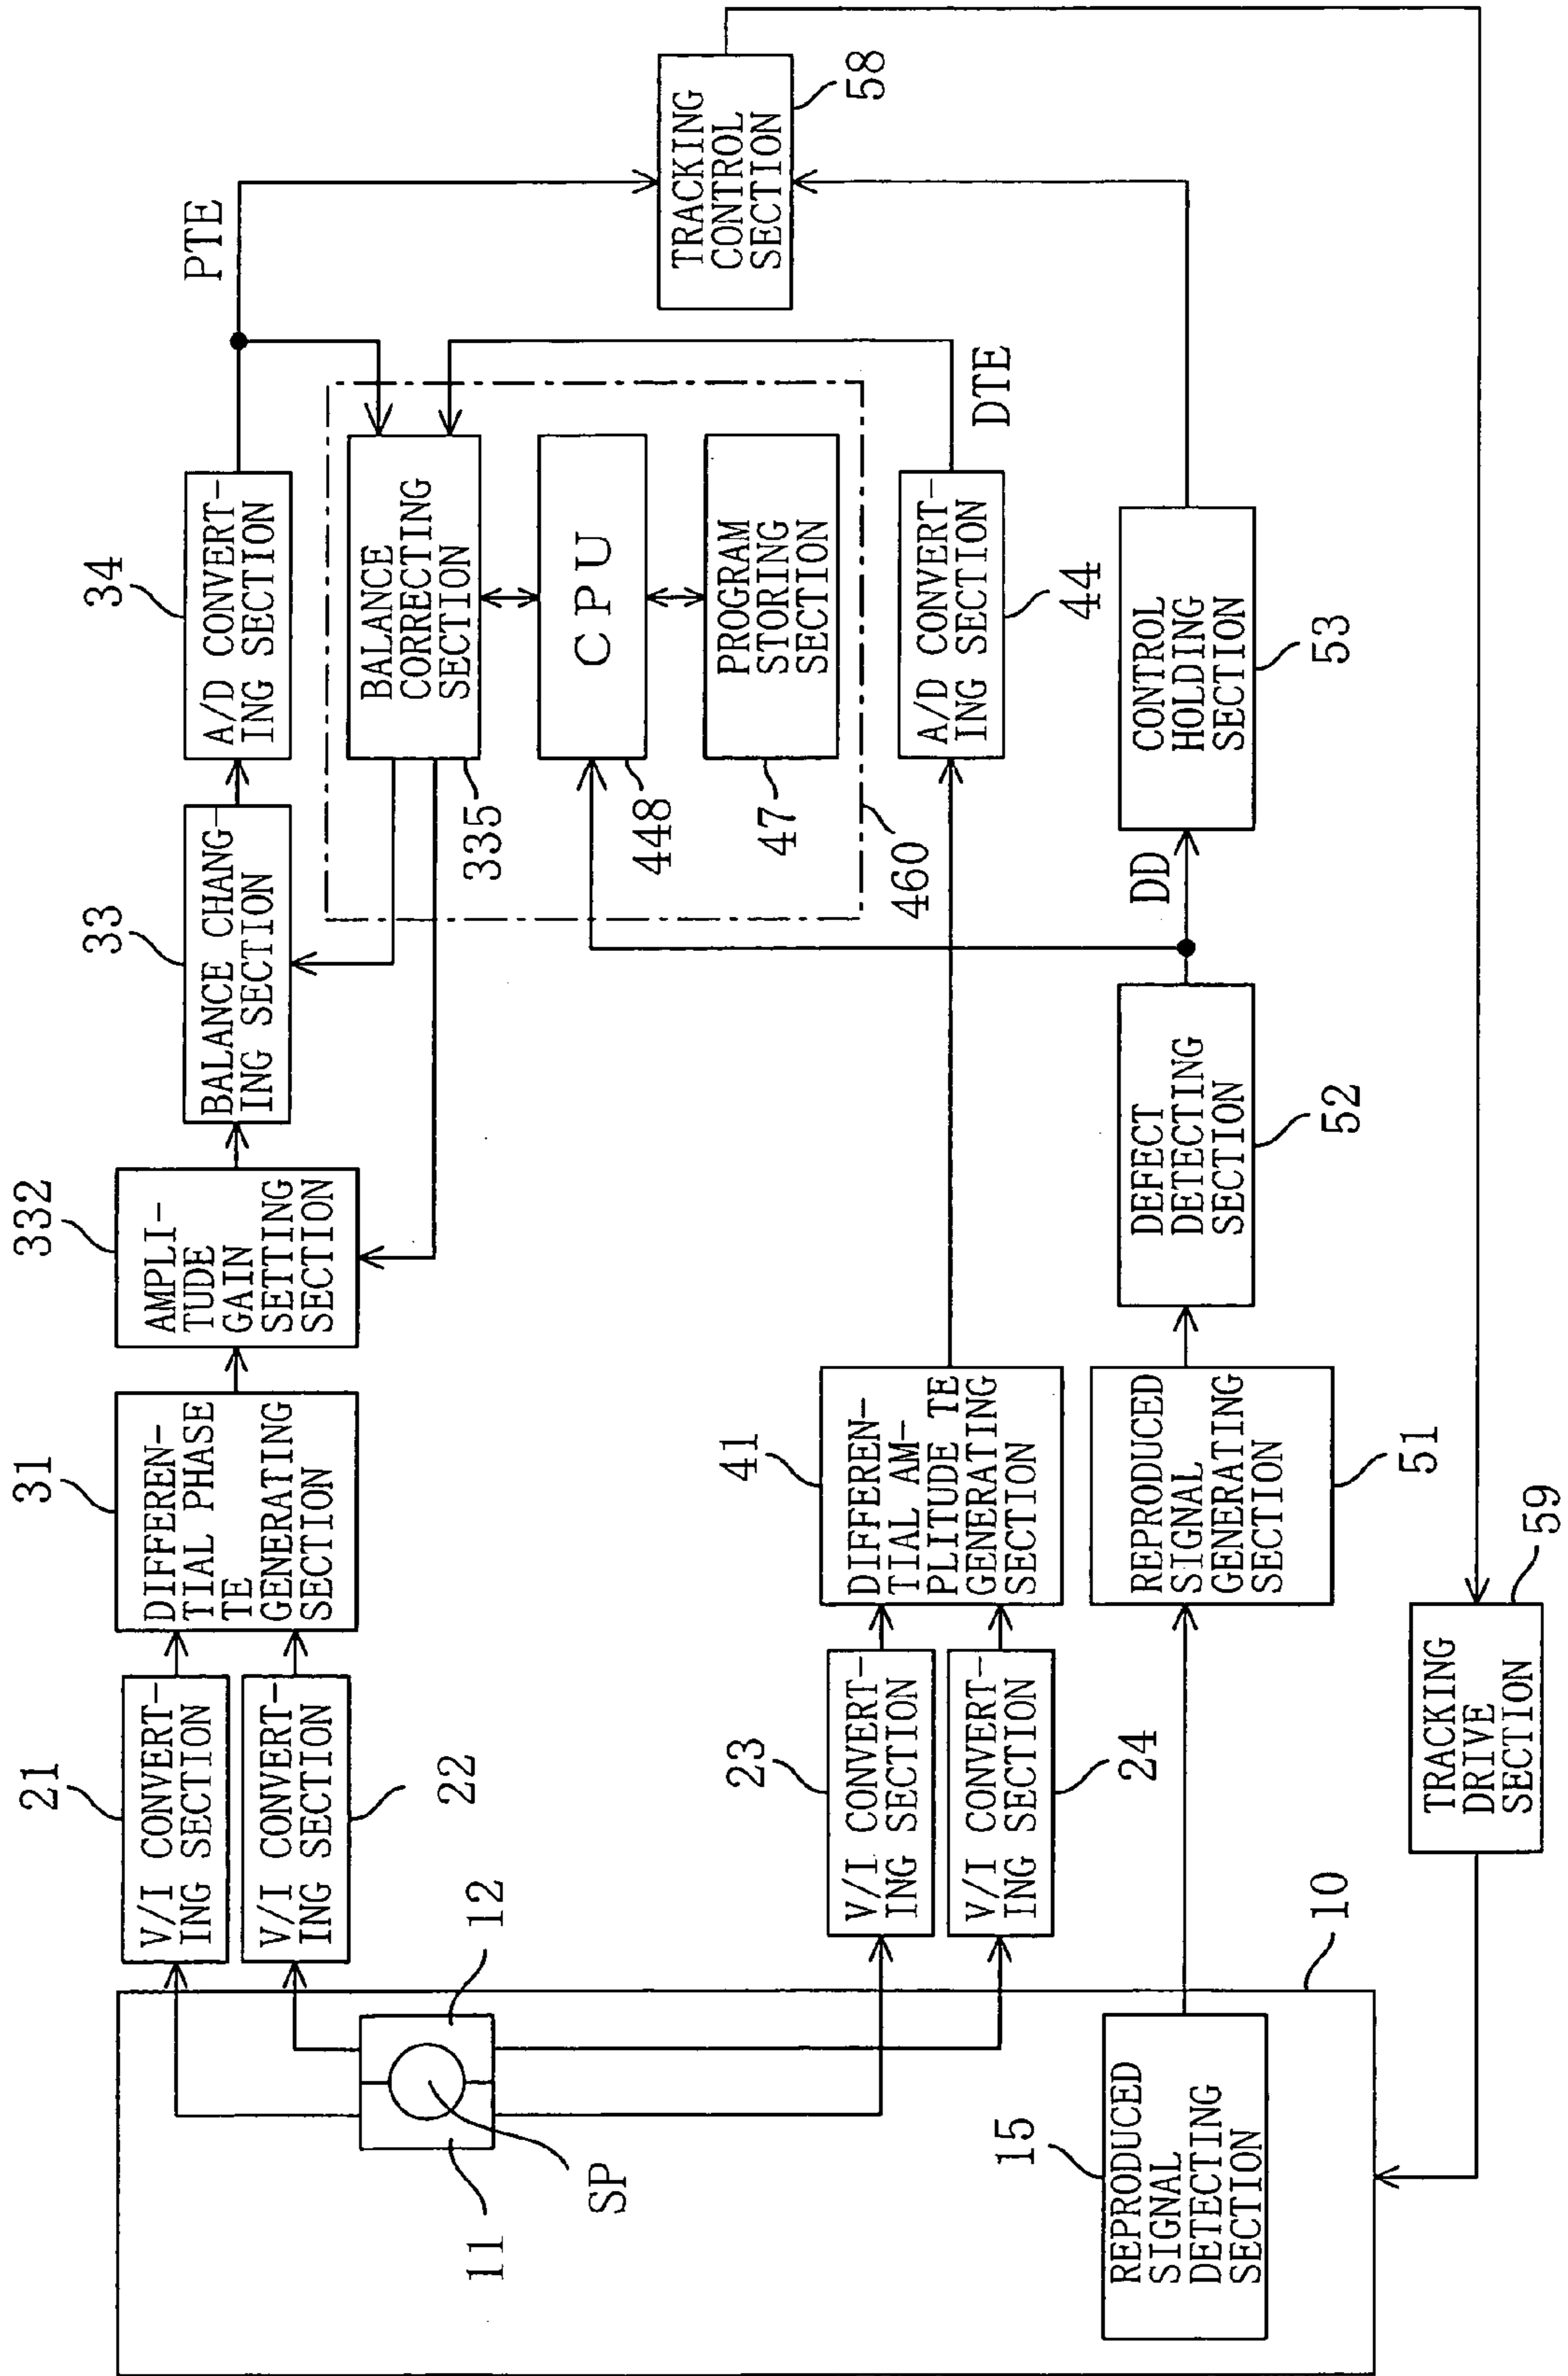 21
V/I CONVERT-
ING SECTION
V/I CONVERT-
ING SECTION
22
31
DIFFEREN-
TIAL PHASE
TE
GENERATING
SECTION
332
AMPLI-
TUDE
GAIN
SETTING
SECTION
33
BALANCE CHANG-
ING SECTION
34
A/D CONVERT-
ING SECTION
PTE
BALANCE
CORRECTING
SECTION
335
CPU
448
PROGRAM
STORING
SECTION
47
460
TRACKING
CONTROL
SECTION
58
12
11
SP
23
V/I CONVERT-
ING SECTION
V/I CONVERT-
ING SECTION
24
41
DIFFEREN-
TIAL AM-
PLITUDE TE
GENERATING
SECTION
A/D CONVERT-
ING SECTION
44
DTE
15
REPRODUCED
SIGNAL
DETECTING
SECTION
10
REPRODUCED
SIGNAL
GENERATING
SECTION
51
DEFECT
DETECTING
SECTION
52
DD
CONTROL
HOLDING
SECTION
53
TRACKING
DRIVE
SECTION
59